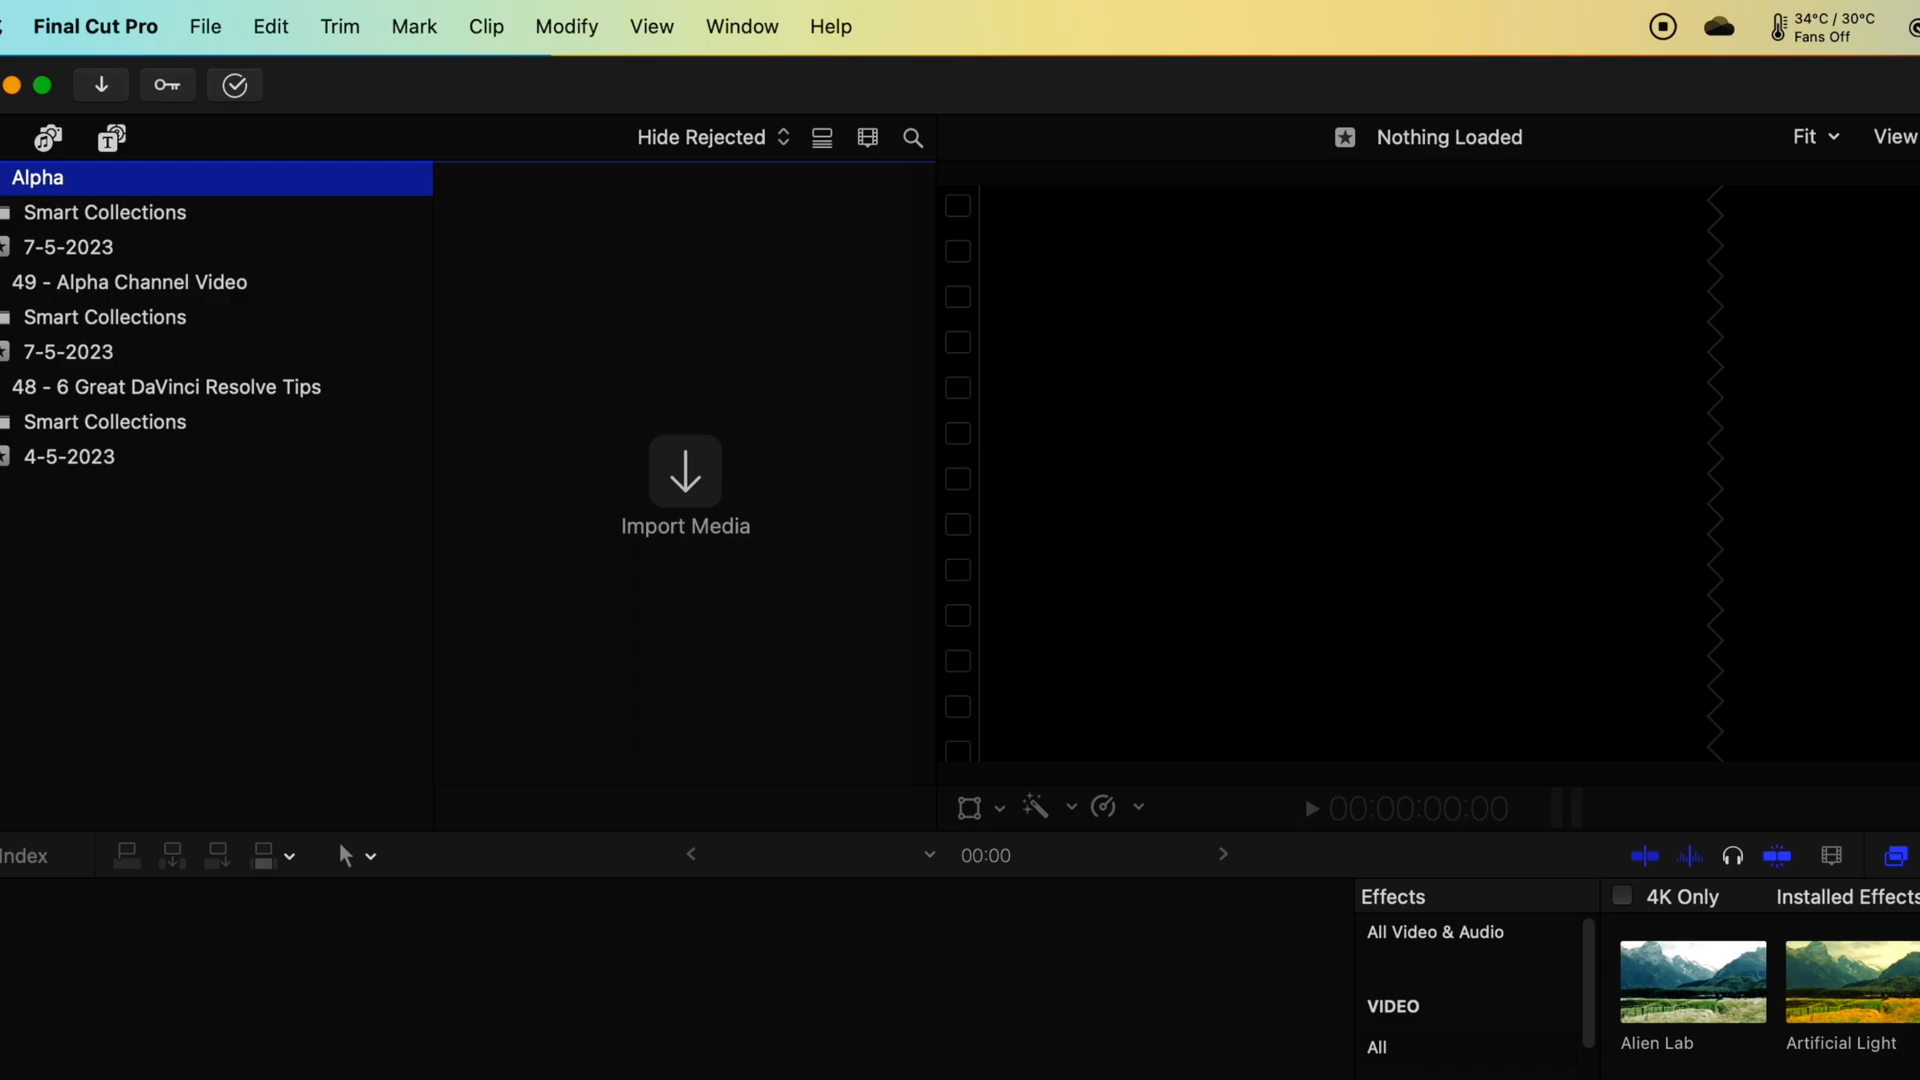 Final Cut Pro File Edit Trim Mark Clip Modify View Window Help
34°C / 30°C
Fans Off
Hide Rejected
Nothing Loaded
Fit
View
Alpha
Smart Collections
7-5-2023
49 - Alpha Channel Video
Smart Collections
7-5-2023
48 - 6 Great DaVinci Resolve Tips
Smart Collections
4-5-2023
Import Media
00:00:00:00
Index
00:00
Effects
4K Only
Installed Effects
All Video & Audio
VIDEO
All
Alien Lab
Artificial Light